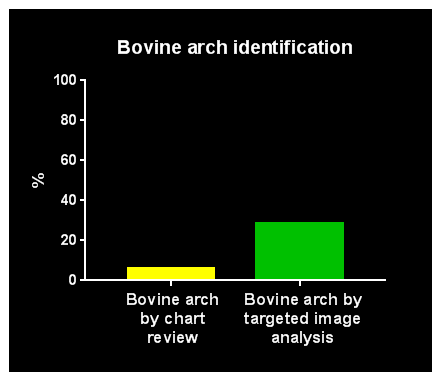 Bovine arch identification
100
80
60
40
20
0
%
Bovine arch
by chart
review
Bovine arch by
targeted image
analysis